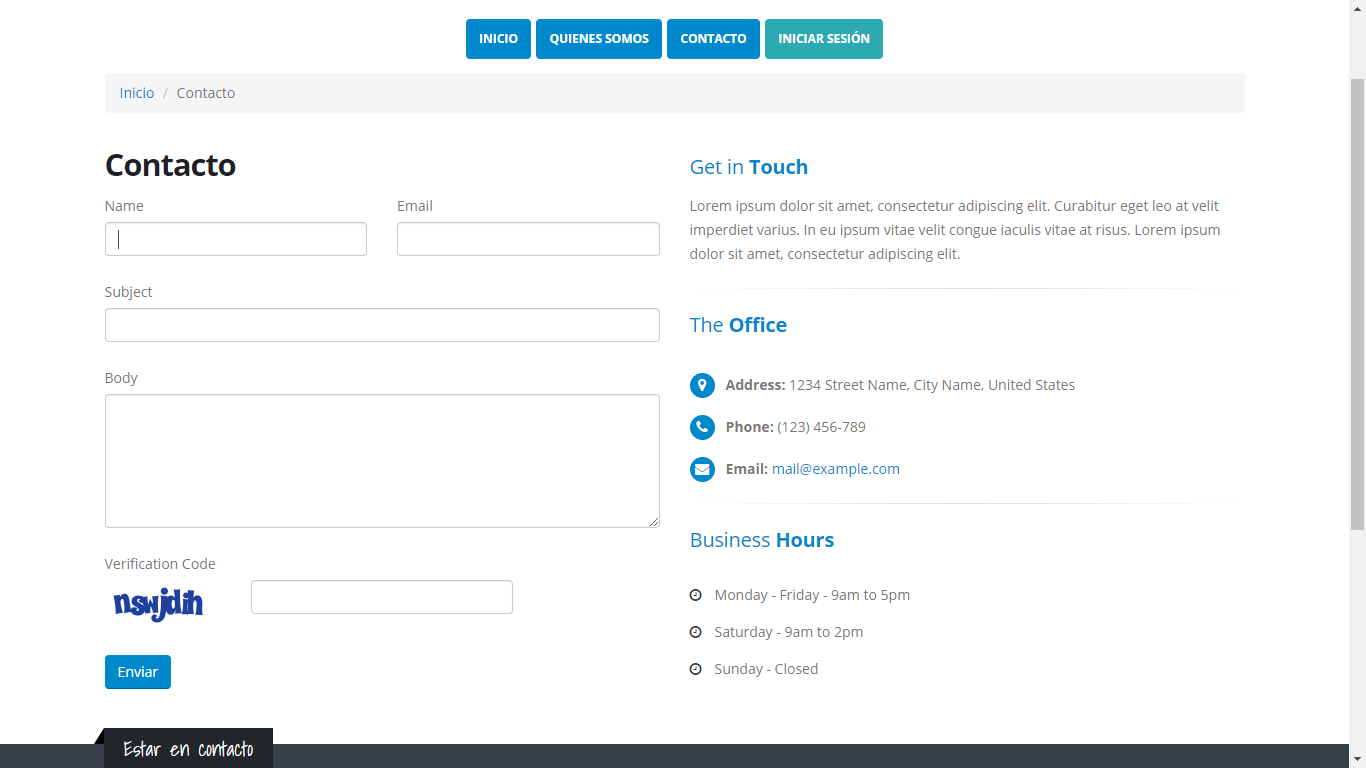 INICIO QUIENES SOMOS CONTACTO INICIAR SESIÓN
Inicio / Contacto
Contacto
Name Email
Subject
Body
Verification Code
nswjdih
Enviar
Get in Touch
Lorem ipsum dolor sit amet, consectetur adipiscing elit. Curabitur eget leo at velit
imperdiet varius. In eu ipsum vitae velit congue iaculis vitae at risus. Lorem ipsum
dolor sit amet, consectetur adipiscing elit.
The Office
Address: 1234 Street Name, City Name, United States
Phone: (123) 456-789
Email: mail@example.com
Business Hours
Monday - Friday - 9am to 5pm
Saturday - 9am to 2pm
Sunday - Closed
Estar en contacto